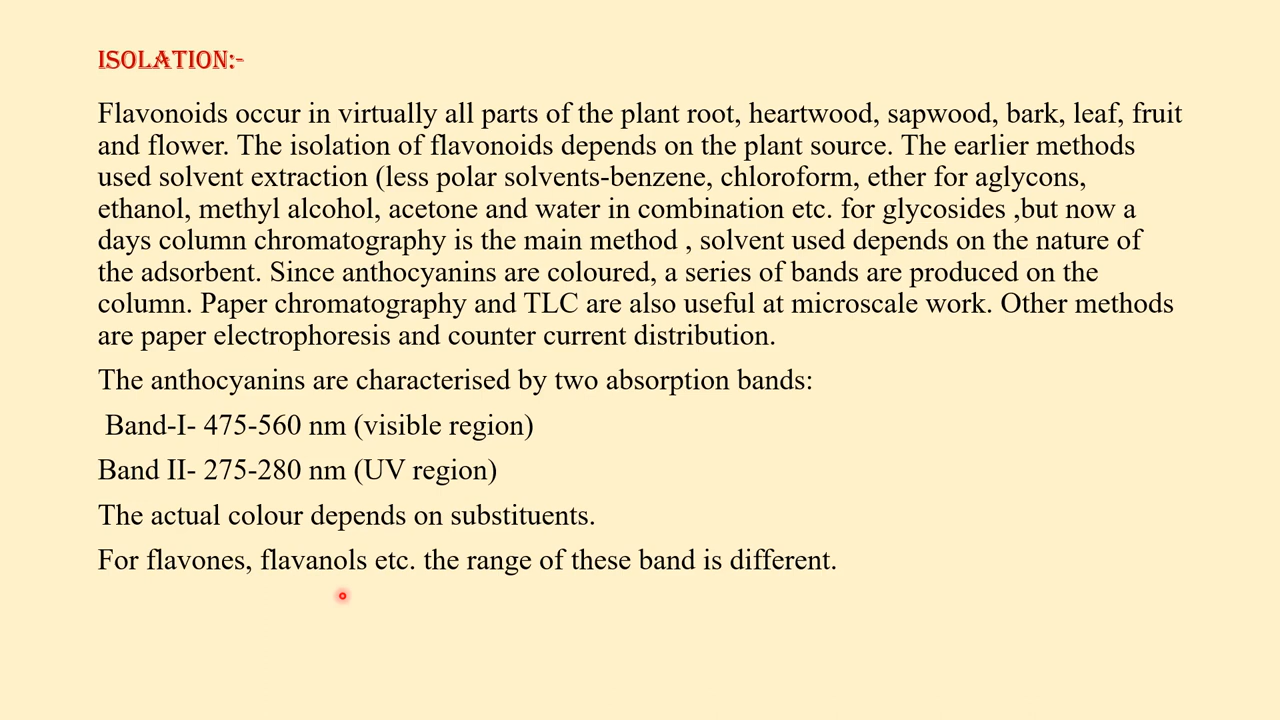 ISOLATION:-
Flavonoids occur in virtually all parts of the plant root, heartwood, sapwood, bark, leaf, fruit
and flower. The isolation of flavonoids depends on the plant source. The earlier methods
used solvent extraction (less polar solvents-benzene, chloroform, ether for aglycons,
ethanol, methyl alcohol, acetone and water in combination etc. for glycosides ,but now a
days column chromatography is the main method , solvent used depends on the nature of
the adsorbent. Since anthocyanins are coloured, a series of bands are produced on the
column. Paper chromatography and TLC are also useful at microscale work. Other methods
are paper electrophoresis and counter current distribution.
The anthocyanins are characterised by two absorption bands:
Band-I- 475-560 nm (visible region)
Band II- 275-280 nm (UV region)
The actual colour depends on substituents.
For flavones, flavanols etc. the range of these band is different.